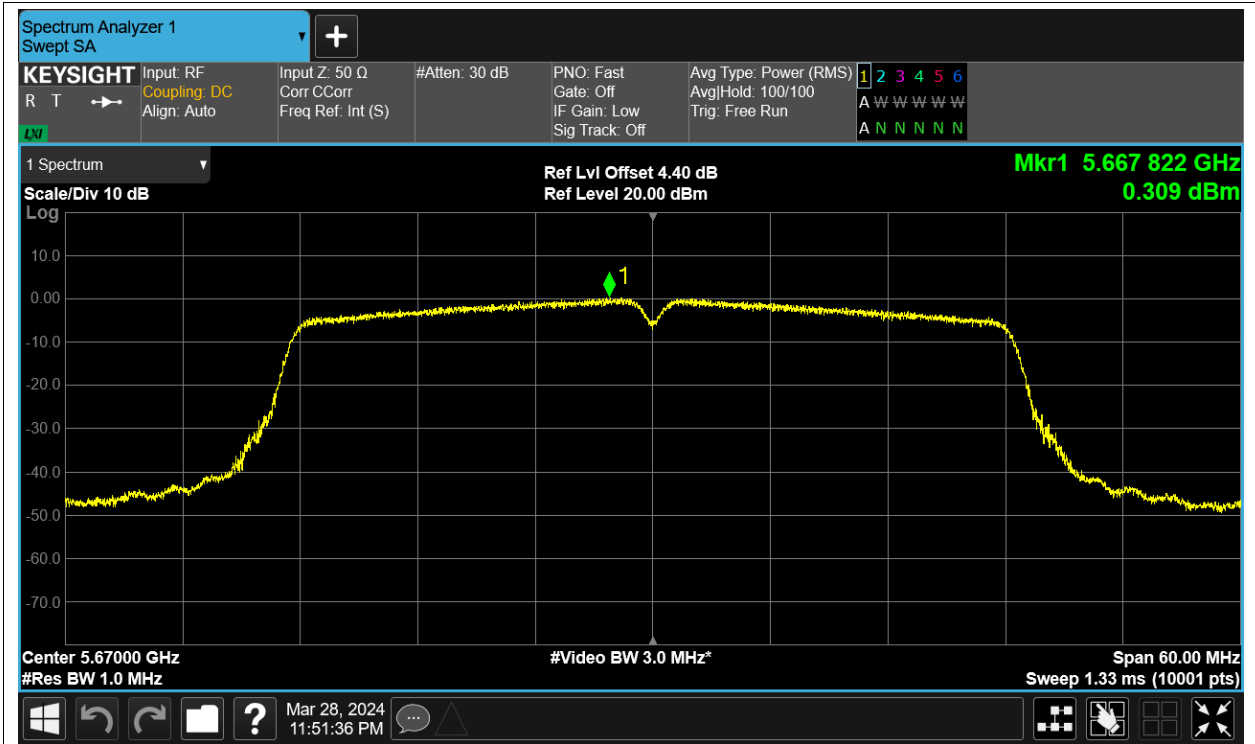 Spectrum Analyzer 1
Swept SA
KEYSIGHT
R T
LXI
Input: RF
Coupling: DC
Align: Auto
Input Z: 50 Ω
Corr CCorr
Freq Ref: Int (S)
#Atten: 30 dB
PNO: Fast
Gate: Off
IF Gain: Low
Sig Track: Off
Avg Type: Power (RMS)
Avg|Hold: 100/100
Trig: Free Run
1 2 3 4 5 6
A W W W W W
A N N N N N
1 Spectrum
Scale/Div 10 dB
Log
Ref Lvl Offset 4.40 dB
Ref Level 20.00 dBm
Mkr1 5.667 822 GHz
0.309 dBm
1
10.0
0.00
-10.0
-20.0
-30.0
-40.0
-50.0
-60.0
-70.0
Center 5.67000 GHz
#Res BW 1.0 MHz
#Video BW 3.0 MHz*
Span 60.00 MHz
Sweep 1.33 ms (10001 pts)
?
Mar 28, 2024
11:51:36 PM